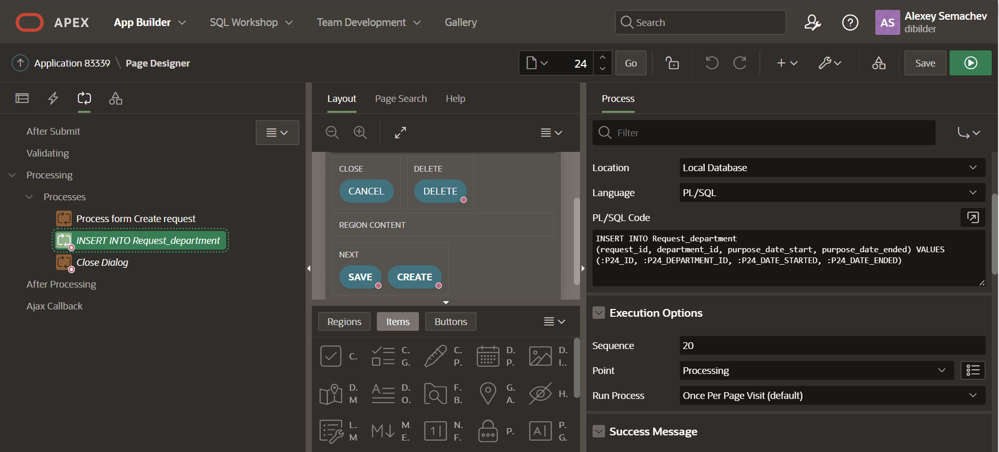 APEX
App Builder
SQL Workshop
Team Development
Gallery
Search
AS
Alexey Semachev
dibilder
Application 83339 \ Page Designer
24
Go
Save
After Submit
Validating
Processing
Processes
Process form Create request
INSERT INTO Request_department
Close Dialog
After Processing
Ajax Callback
Layout
Page Search
Help
CLOSE
CANCEL
DELETE
DELETE
REGION CONTENT
NEXT
SAVE
CREATE
Regions
Items
Buttons
C.
C.
G.
C.
P.
D.
P.
D.
I..
D.
M.
D.
O.
F.
B.
G.
A.
H.
L..
M.
M.
E..
N.
F.
P.
P.
G.
Process
Filter
Location
Local Database
Language
PL/SQL
PL/SQL Code
INSERT INTO Request_department
(request_id, department_id, purpose_date_start, purpose_date_ended) VALUES
(:P24_ID, :P24_DEPARTMENT_ID, :P24_DATE_STARTED, :P24_DATE_ENDED)
Execution Options
Sequence
20
Point
Processing
Run Process
Once Per Page Visit (default)
Success Message